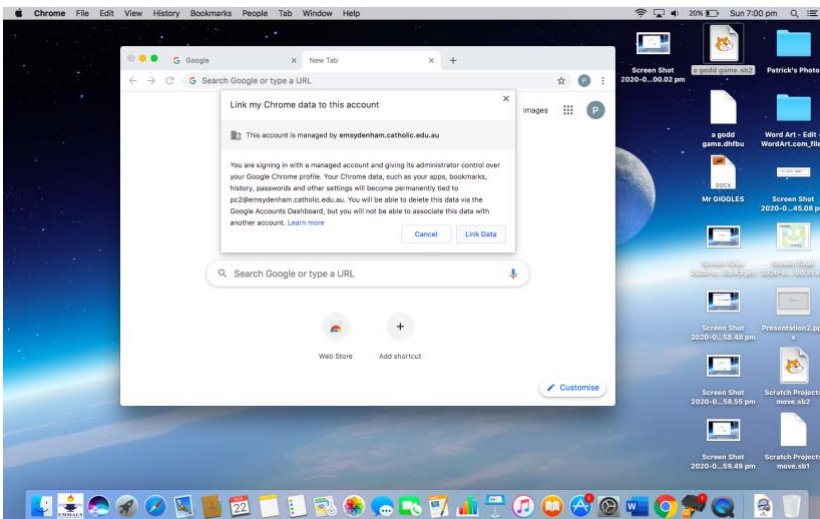 Chrome File Edit View History Bookmarks People Tab Window Help
20% Sun 7:00 pm
Google
New Tab
Search Google or type a URL
P
Link my Chrome data to this account
This account is managed by emsydenham.catholic.edu.au
You are signing in with a managed account and giving its administrator control over
your Google Chrome profile. Your Chrome data, such as your apps, bookmarks,
history, passwords and other settings will become permanently tied to
pc2@emsydenham.catholic.edu.au. You will be able to delete this data via the
Google Accounts Dashboard, but you will not be able to associate this data with
another account. Learn more
Cancel Link Data
Images
P
Search Google or type a URL
Web Store
Add shortcut
Customise
Screen Shot
2020-0...00.02 pm
a godd game.sb2
Patrick's Photo
a godd
game.dhfbu
Word Art - Edit -
WordArt.com_file
DOCX
Mr GIGGLES
Screen Shot
2020-0...45.08 p
Screen Shot
2020-0...58.48 pm
Presentation2.pp
x
Screen Shot
2020-0...58.55 pm
Scratch Projects
move.sb2
Screen Shot
2020-0...59.49 pm
Scratch Projects
move.sb1
EMMAUS
22